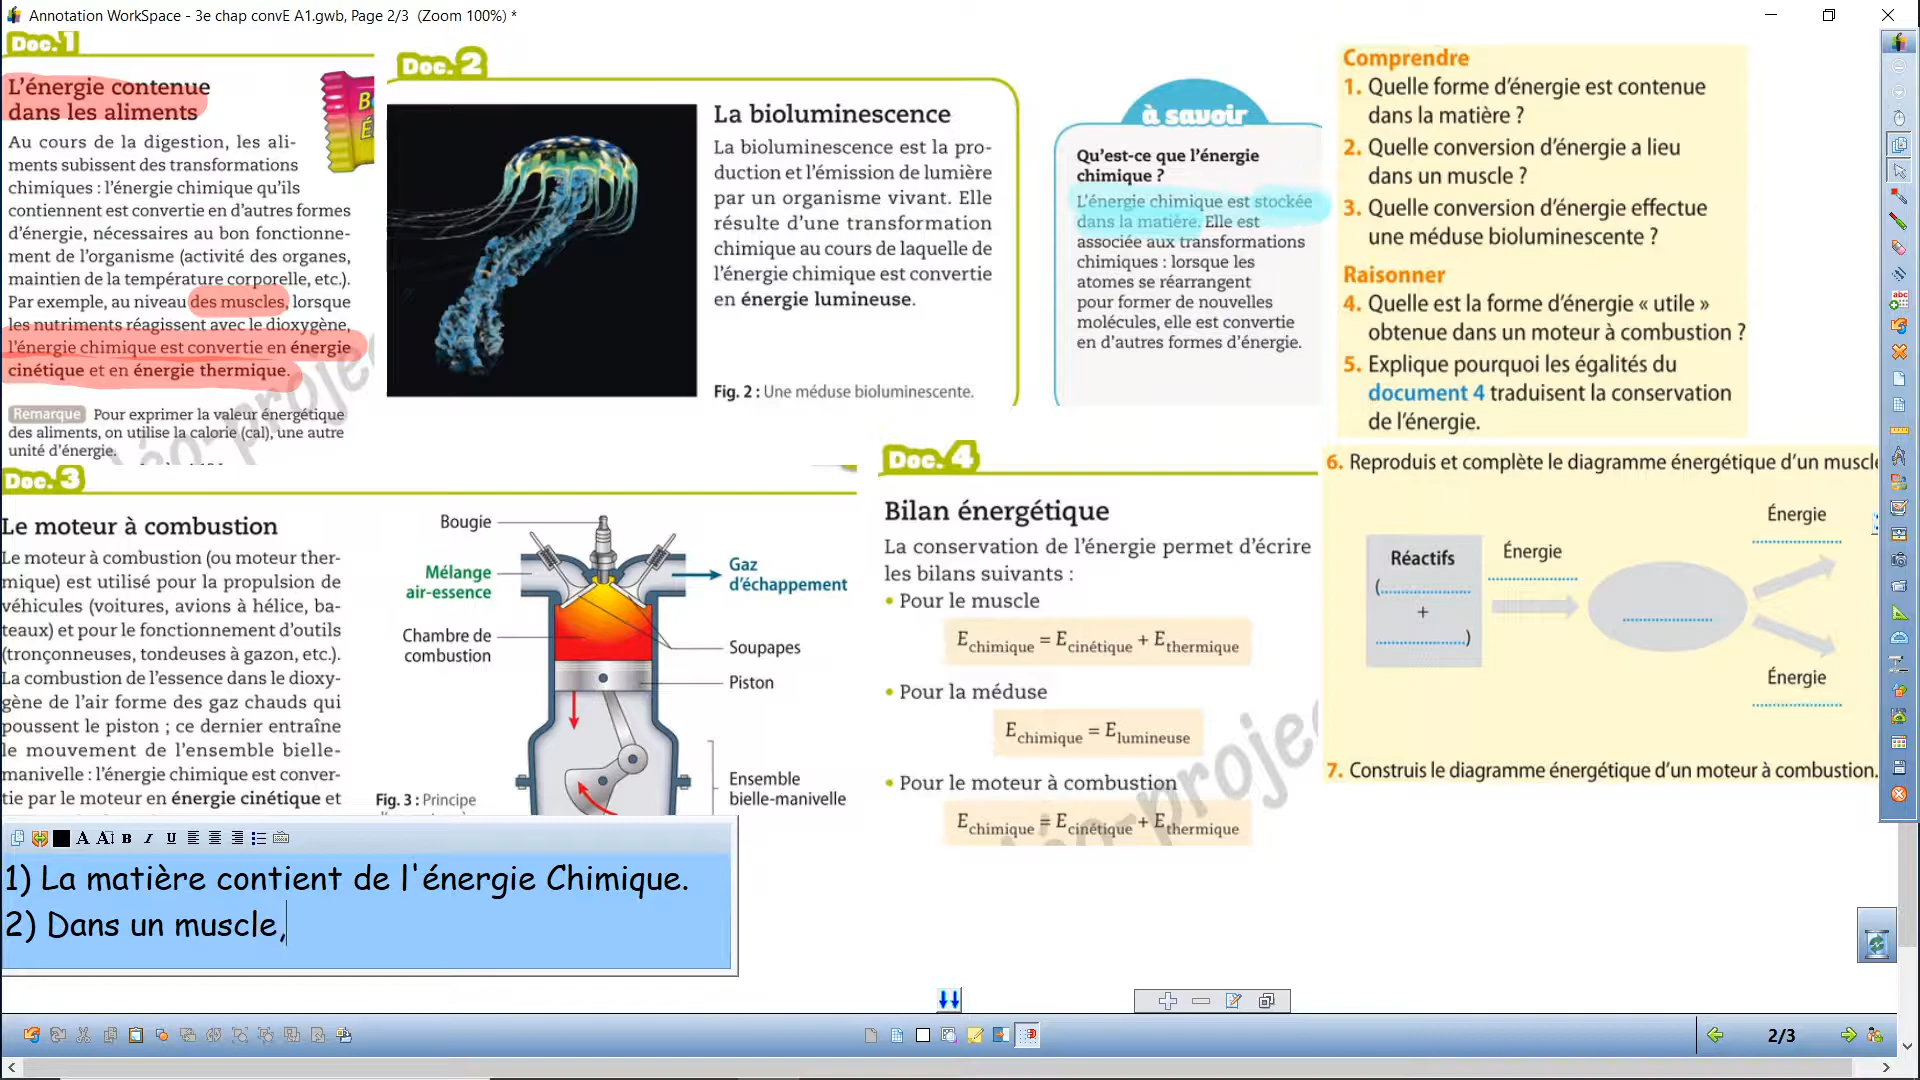 Annotation WorkSpace - 3e chap convE A1.gwb, Page 2/3  (Zoom 100%) *
Doc.1
L'énergie contenue
dans les aliments
Au cours de la digestion, les ali-
ments subissent des transformations
chimiques : l'énergie chimique qu'ils
contiennent est convertie en d'autres formes
d'énergie, nécessaires au bon fonctionne-
ment de l'organisme (activité des organes,
maintien de la température corporelle, etc.).
Par exemple, au niveau des muscles, lorsque
les nutriments réagissent avec le dioxygène,
l'énergie chimique est convertie en énergie
cinétique et en énergie thermique.
Remarque Pour exprimer la valeur énergétique
des aliments, on utilise la calorie (cal), une autre
unité d'énergie.
Doc.2
La bioluminescence
La bioluminescence est la pro-
duction et l'émission de lumière
par un organisme vivant. Elle
résulte d'une transformation
chimique au cours de laquelle de
l'énergie chimique est convertie
en énergie lumineuse.
Fig. 2 : Une méduse bioluminescente.
à savoir
Qu'est-ce que l'énergie
chimique ?
L'énergie chimique est stockée
dans la matière. Elle est
associée aux transformations
chimiques : lorsque les
atomes se réarrangent
pour former de nouvelles
molécules, elle est convertie
en d'autres formes d'énergie.
Comprendre
1. Quelle forme d'énergie est contenue
dans la matière ?
2. Quelle conversion d'énergie a lieu
dans un muscle ?
3. Quelle conversion d'énergie effectue
une méduse bioluminescente ?
Raisonner
4. Quelle est la forme d'énergie « utile »
obtenue dans un moteur à combustion ?
5. Explique pourquoi les égalités du
document 4 traduisent la conservation
de l'énergie.
Doc.3
Le moteur à combustion
Le moteur à combustion (ou moteur ther-
mique) est utilisé pour la propulsion de
véhicules (voitures, avions à hélice, ba-
teaux) et pour le fonctionnement d'outils
(tronçonneuses, tondeuses à gazon, etc.).
La combustion de l'essence dans le dioxy-
gène de l'air forme des gaz chauds qui
poussent le piston ; ce dernier entraîne
le mouvement de l'ensemble bielle-
manivelle : l'énergie chimique est conver-
tie par le moteur en énergie cinétique et
Bougie
Mélange
air-essence
Chambre de
combustion
Gaz
d'échappement
Soupapes
Piston
Ensemble
bielle-manivelle
Fig. 3 : Principe
Doc.4
Bilan énergétique
La conservation de l'énergie permet d'écrire
les bilans suivants :
• Pour le muscle
E chimique = E cinétique + E thermique
• Pour la méduse
E chimique = E lumineuse
• Pour le moteur à combustion
E chimique = E cinétique + E thermique
6. Reproduis et complète le diagramme énergétique d'un muscle
Réactifs
(....................
+
....................)
Énergie
....................
....................
Énergie
....................
Énergie
....................
7. Construis le diagramme énergétique d'un moteur à combustion.
1) La matière contient de l'énergie Chimique.
2) Dans un muscle,
2/3